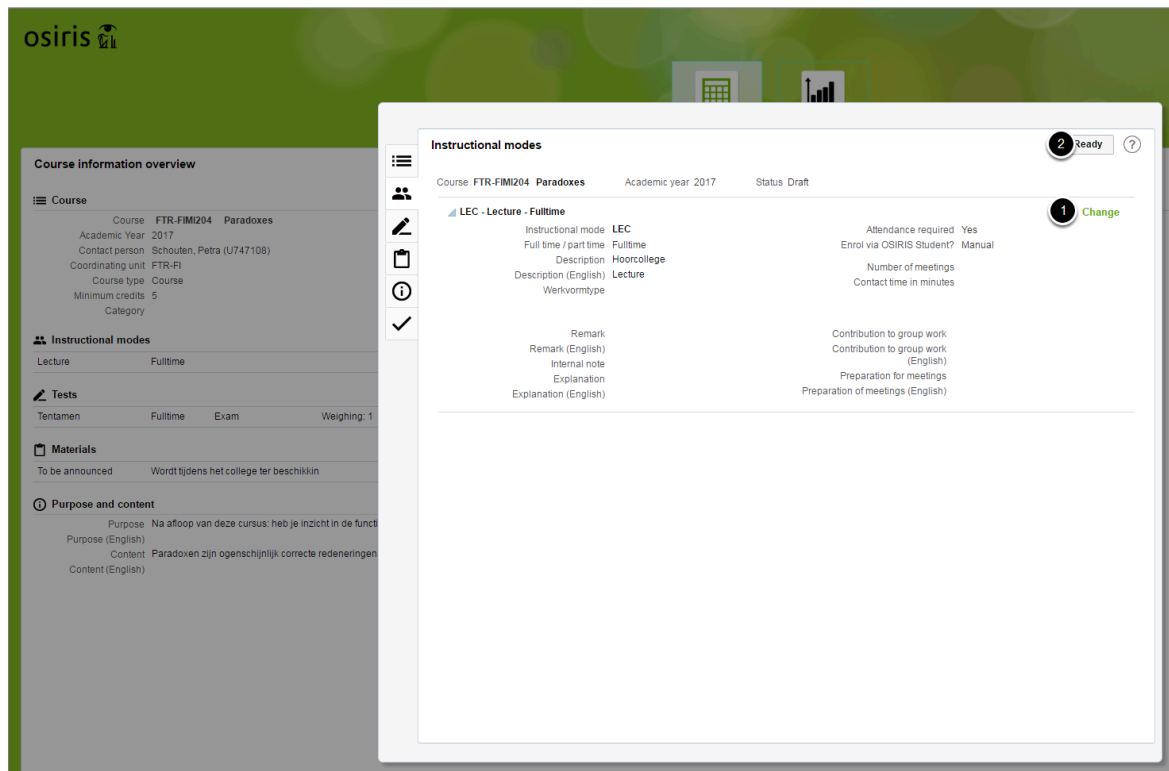 osiris
Course information overview
Course
Course FTR-FIMI204 Paradoxes
Academic Year 2017
Contact person Schouten, Petra (U747108)
Coordinating unit FTR-FI
Course type Course
Minimum credits 5
Category
Instructional modes
Lecture Fulltime
Tests
Tentamen Fulltime Exam Weighing: 1
Materials
To be announced Wordt tijdens het college ter beschikkin
Purpose and content
Purpose Na afloop van deze cursus: heb je inzicht in de functi
Purpose (English)
Content Paradoxen zijn ogenschijnlijk correcte redeneringen
Content (English)
Instructional modes
2 Ready ?
Course FTR-FIMI204 Paradoxes Academic year 2017 Status Draft
LEC - Lecture - Fulltime
1 Change
Instructional mode LEC
Full time / part time Fulltime
Description Hoorcollege
Description (English) Lecture
Werkvormtype
Attendance required Yes
Enrol via OSIRIS Student? Manual
Number of meetings
Contact time in minutes
Remark
Remark (English)
Internal note
Explanation
Explanation (English)
Contribution to group work
Contribution to group work
(English)
Preparation for meetings
Preparation of meetings (English)